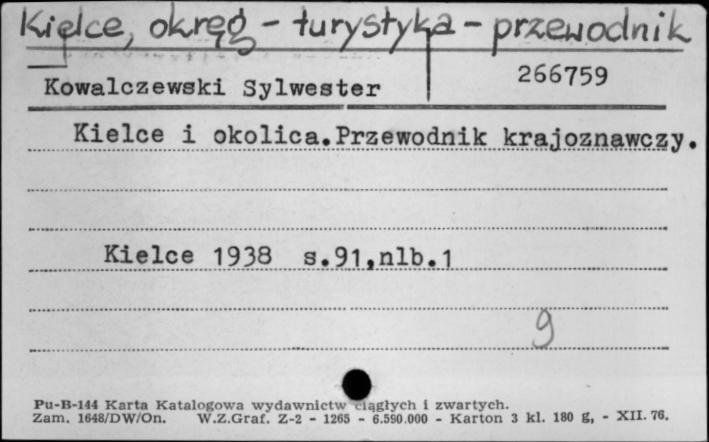 Kielce, okręg - turystyka - przewodnik
Kowalczewski Sylwester 266759
Kielce i okolica.Przewodnik krajoznawczy.
Kielce 1938 s.91,nlb.1
9
Pu-B-144 Karta Katalogowa wydawnictw ciągłych i zwartych.
Zam. 1648/DW/On. W.Z.Graf. Z-2 - 1265 - 6.590.000 - Karton 3 kl. 180 g, - XII. 76.